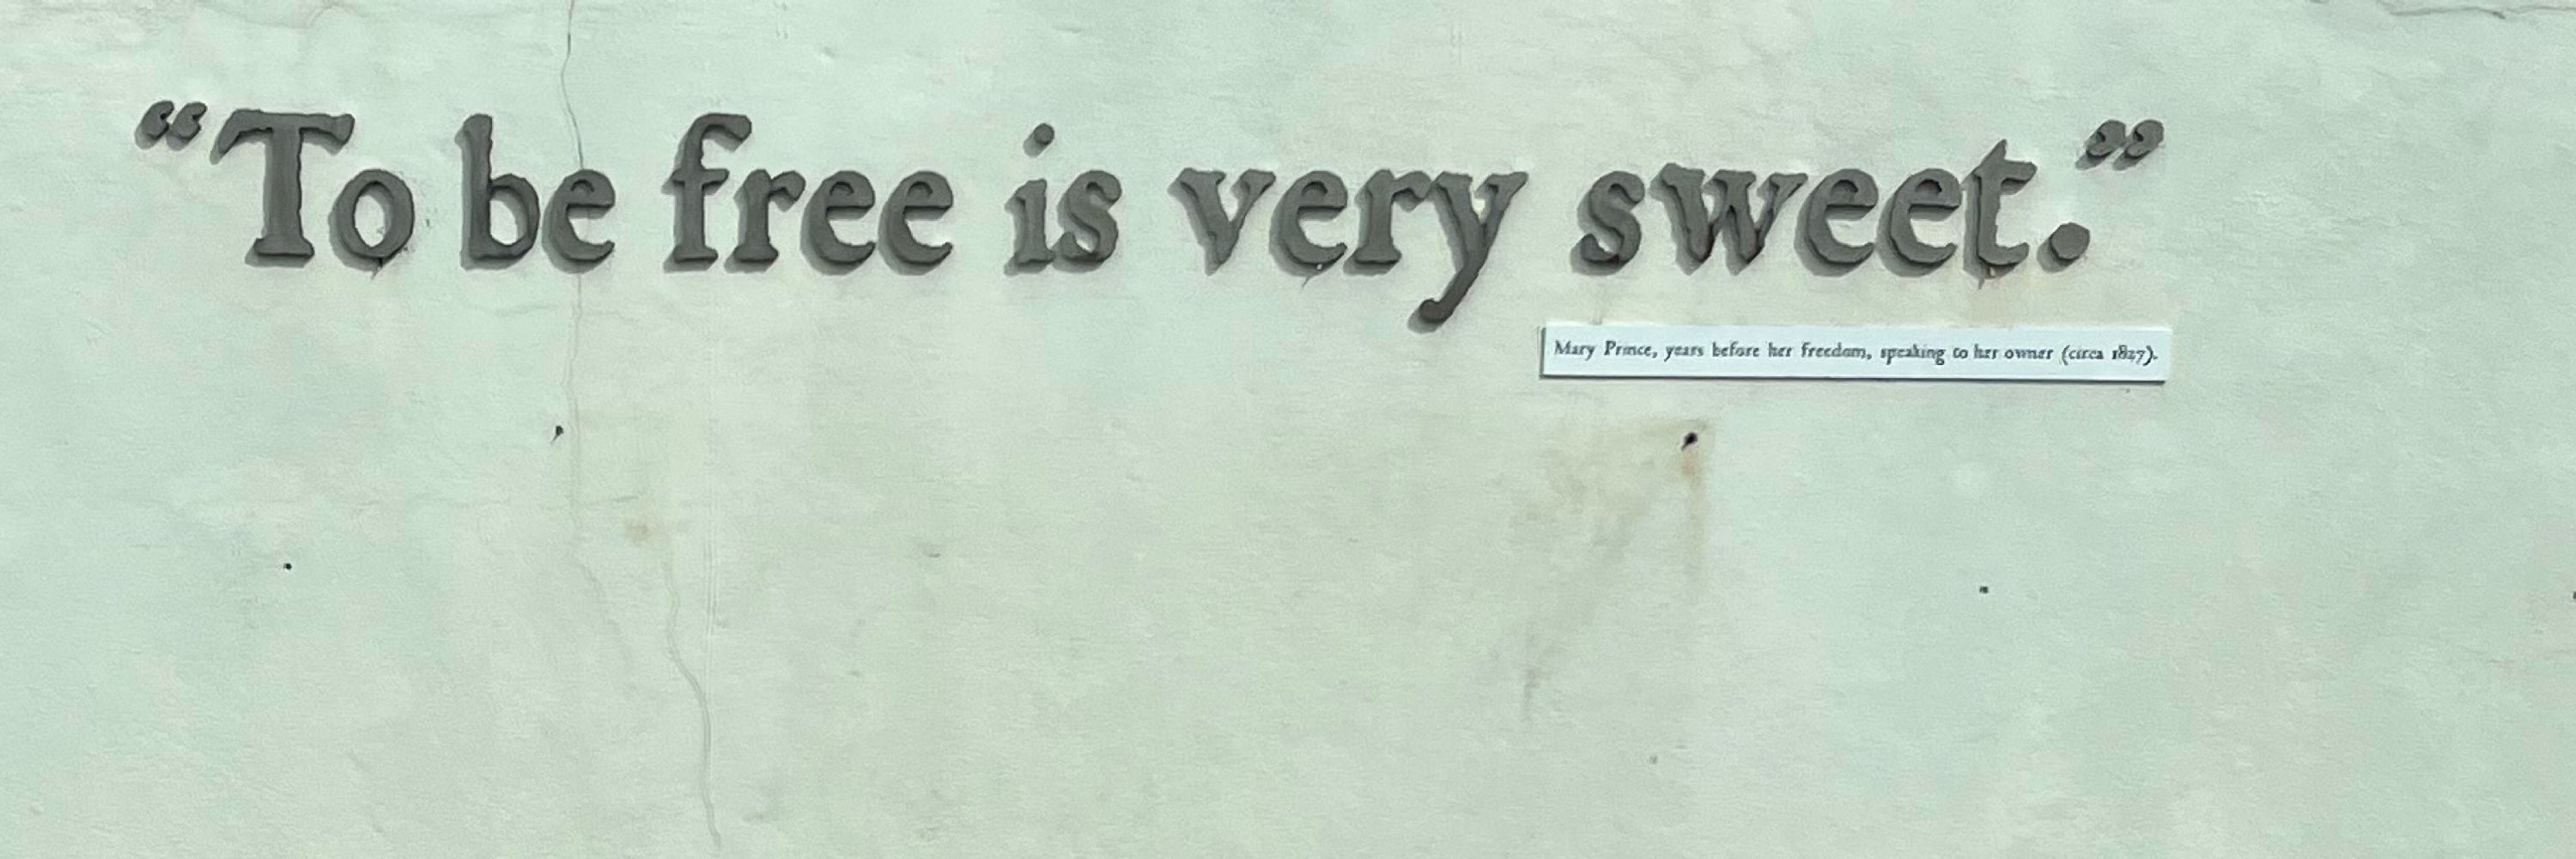 “To be free is very sweet.”
Mary Prince, years before her freedom, speaking to her owner (circa 1827).